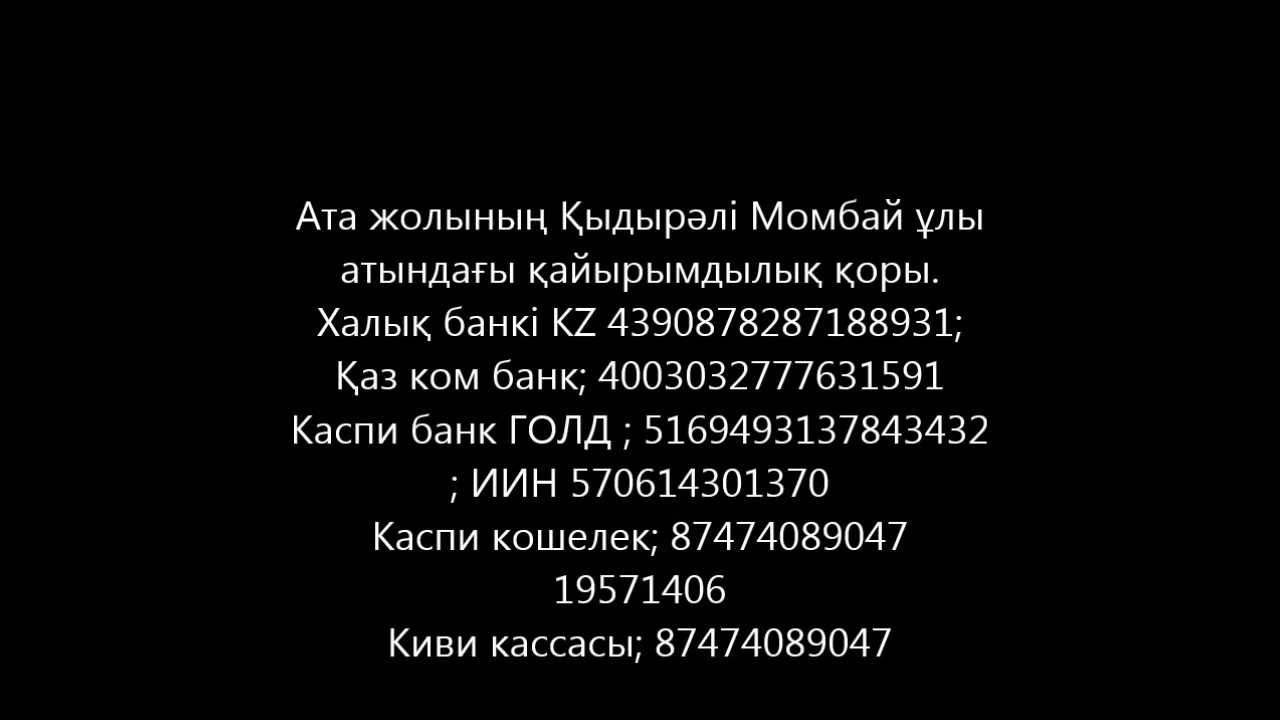 Ата жолының Қыдырәлі Момбай ұлы
атындағы қайырымдылық қоры.
Халық банкі KZ 4390878287188931;
Қаз ком банк; 4003032777631591
Каспи банк ГОЛД ; 5169493137843432
; ИИН 570614301370
Каспи кошелек; 87474089047
19571406
Киви кассасы; 87474089047